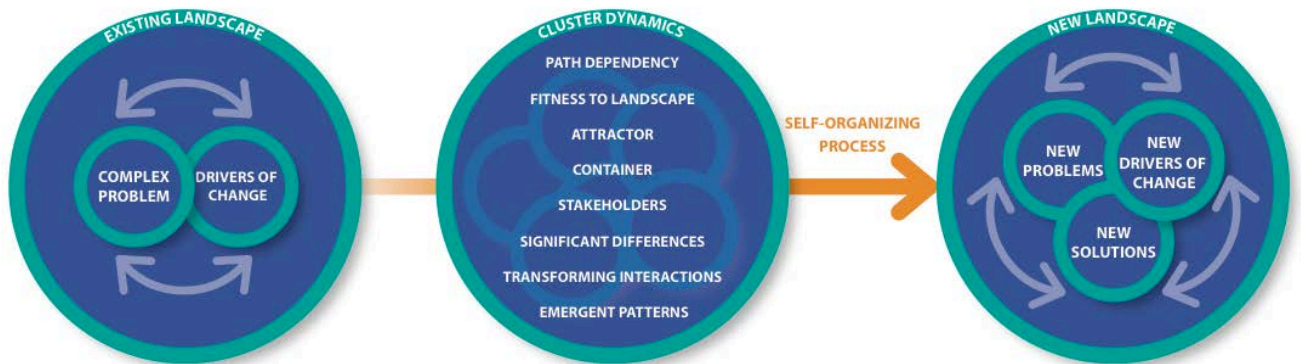 EXISTING LANDSCAPE
COMPLEX
PROBLEM
DRIVERS OF
CHANGE
CLUSTER DYNAMICS
PATH DEPENDENCY
FITNESS TO LANDSCAPE
ATTRACTOR
CONTAINER
STAKEHOLDERS
SIGNIFICANT DIFFERENCES
TRANSFORMING INTERACTIONS
EMERGENT PATTERNS
SELF-ORGANIZING
PROCESS
NEW LANDSCAPE
NEW
PROBLEMS
NEW
DRIVERS OF
CHANGE
NEW
SOLUTIONS